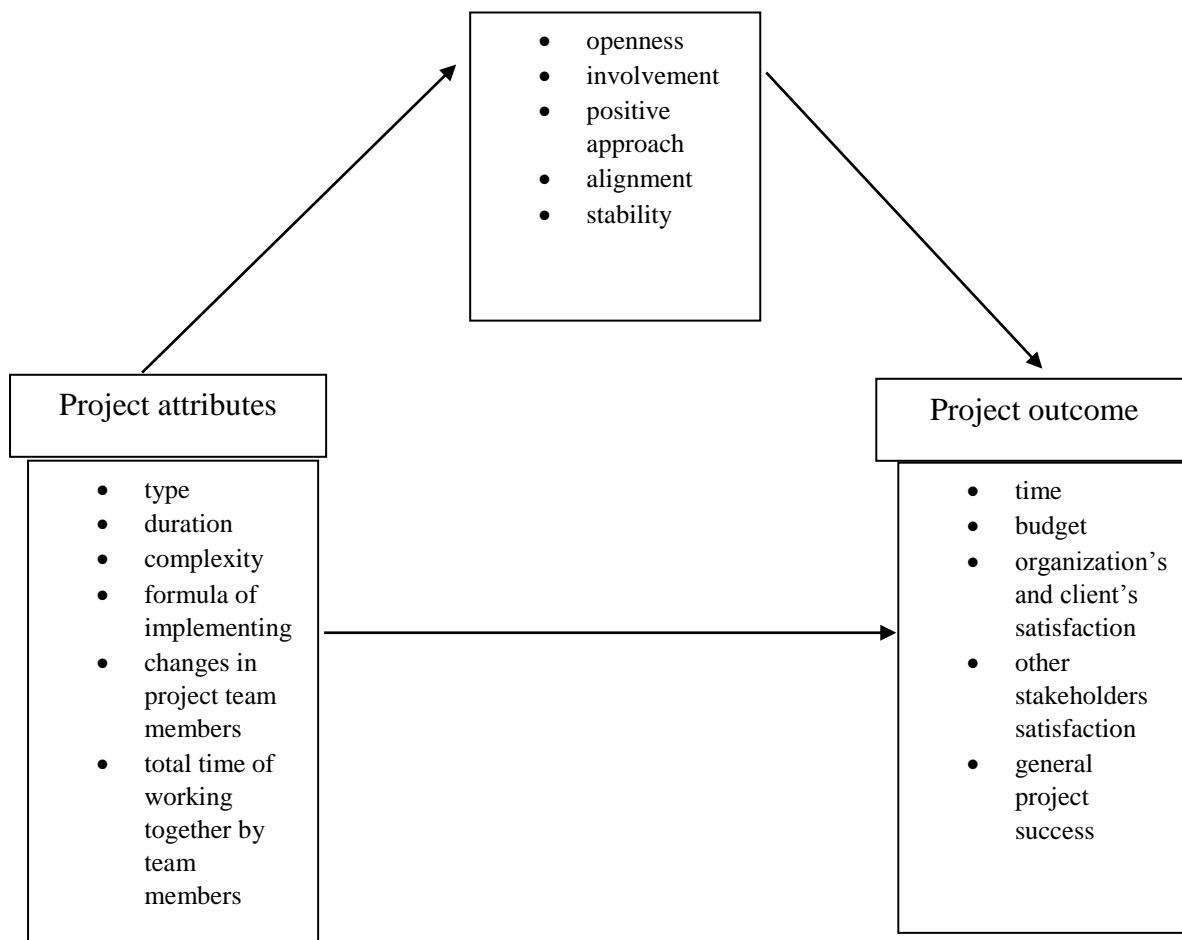 • openness
• involvement
• positive
approach
• alignment
• stability
Project attributes
• type
• duration
• complexity
• formula of
implementing
• changes in
project team
members
• total time of
working
together by
team
members
Project outcome
• time
• budget
• organization’s
and client’s
satisfaction
• other
stakeholders
satisfaction
• general
project
success